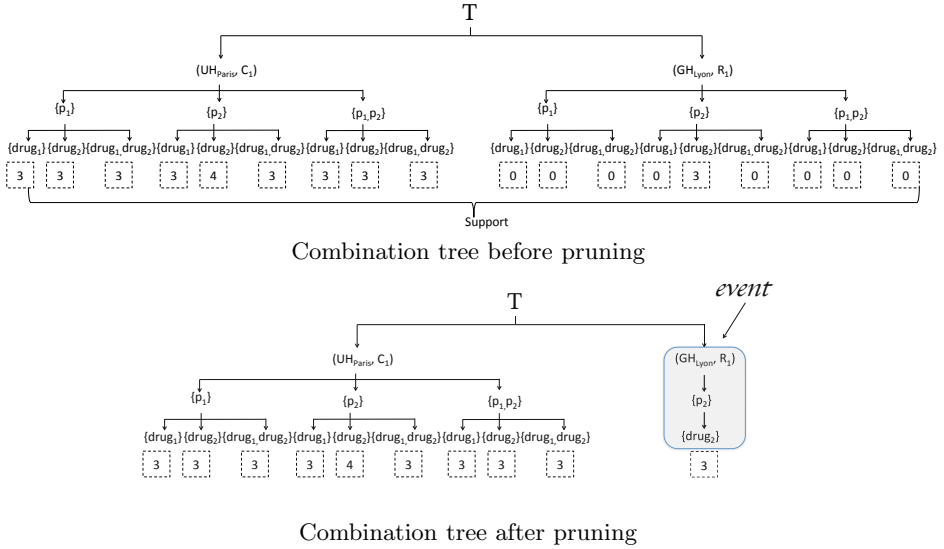 T
(UH_Paris, C_1) (GH_Lyon, R_1)
{p_1} {p_2} {p_1,p_2} {p_1} {p_2} {p_1,p_2}
{drug_1} {drug_2} {drug_1,drug_2} {drug_1} {drug_2} {drug_1,drug_2} {drug_1} {drug_2} {drug_1,drug_2} {drug_1} {drug_2} {drug_1,drug_2} {drug_1} {drug_2} {drug_1,drug_2} {drug_1} {drug_2} {drug_1,drug_2}
3 3 3 3 4 3 3 3 3 0 0 0 0 3 0 0 0 0
Support
Combination tree before pruning
event
T
(UH_Paris, C_1) (GH_Lyon, R_1)
{p_1} {p_2} {p_1,p_2} {p_2}
{drug_1} {drug_2} {drug_1,drug_2} {drug_1} {drug_2} {drug_1,drug_2} {drug_1} {drug_2} {drug_1,drug_2} {drug_2}
3 3 3 3 4 3 3 3 3 3
Combination tree after pruning